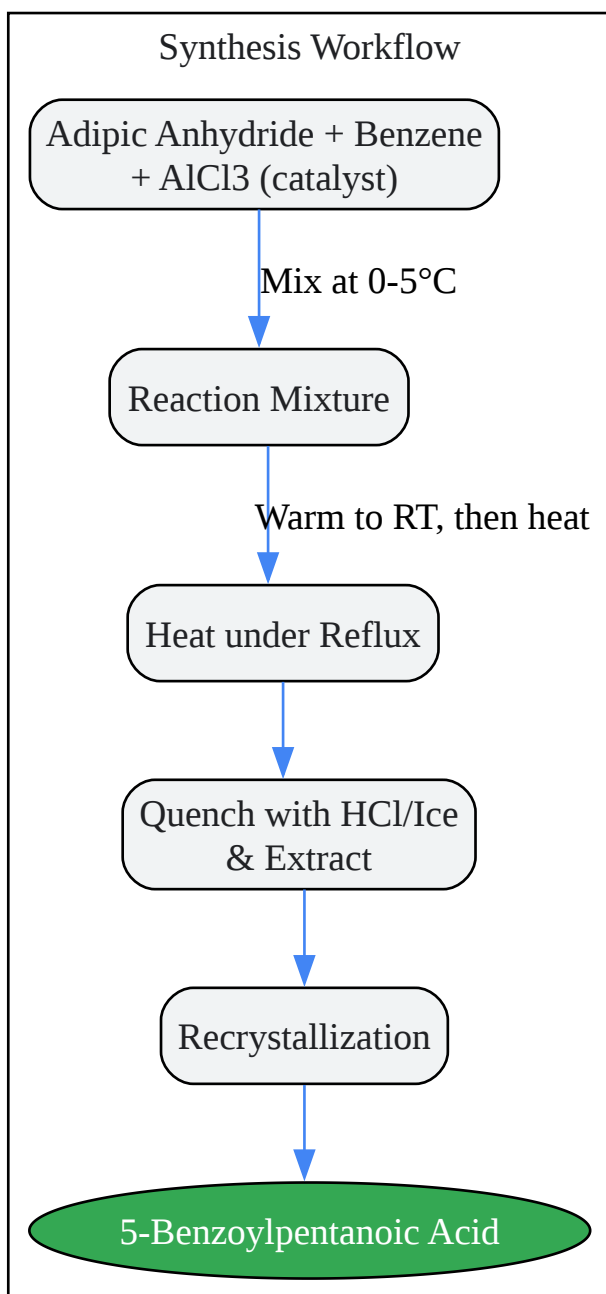 Synthesis Workflow
Adipic Anhydride + Benzene
+ AlCl3 (catalyst)
Mix at 0-5°C
Reaction Mixture
Warm to RT, then heat
Heat under Reflux
Quench with HCl/Ice
& Extract
Recrystallization
5-Benzoylpentanoic Acid